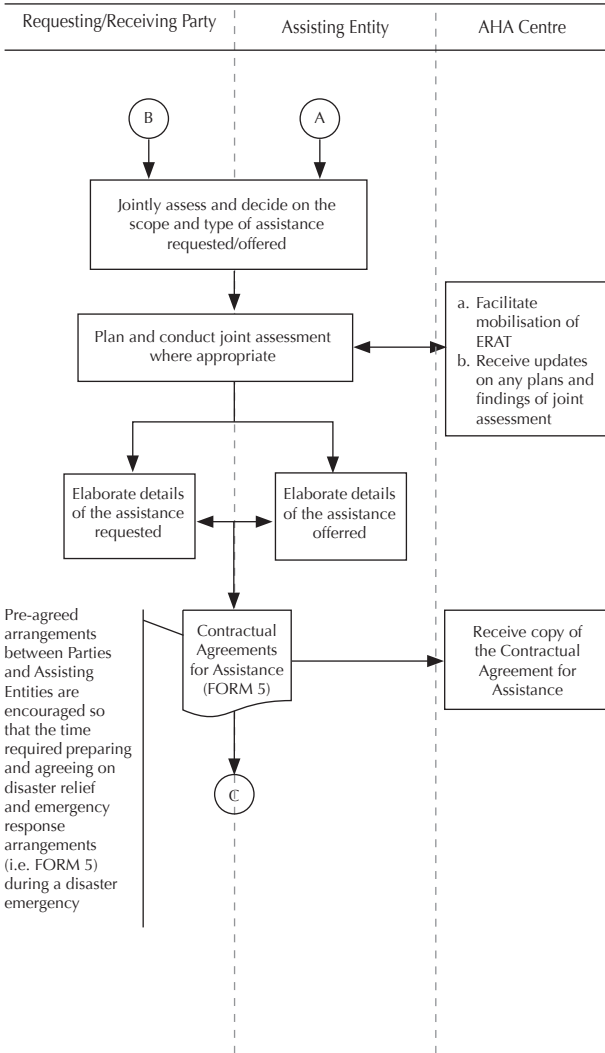 Requesting/Receiving Party
Assisting Entity
AHA Centre
B
A
Jointly assess and decide on the
scope and type of assistance
requested/offered
Plan and conduct joint assessment
where appropriate
a. Facilitate
mobilisation of
ERAT
b. Receive updates
on any plans and
findings of joint
assessment
Elaborate details
of the assistance
requested
Elaborate details
of the assistance
offerred
Pre-agreed
arrangements
between Parties
and Assisting
Entities are
encouraged so
that the time
required preparing
and agreeing on
disaster relief
and emergency
response
arrangements
(i.e. FORM 5)
during a disaster
emergency
Contractual
Agreements
for Assistance
(FORM 5)
Receive copy of
the Contractual
Agreement for
Assistance
C